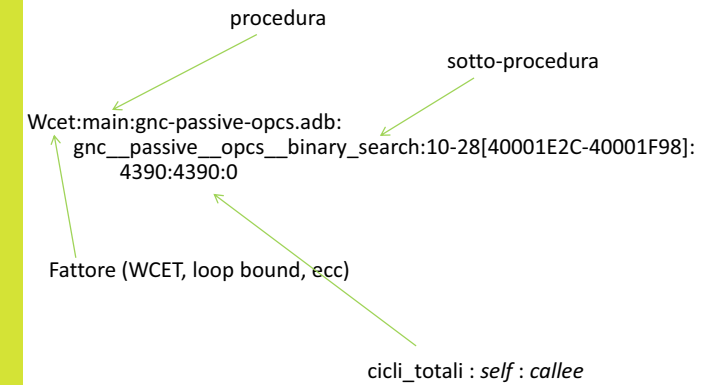 procedura
sotto-procedura
Wcet:main:gnc-passive-opcs.adb:
gnc__passive__opcs__binary_search:10-28[40001E2C-40001F98]:
4390:4390:0
Fattore (WCET, loop bound, ecc)
cicli_totali : self : callee